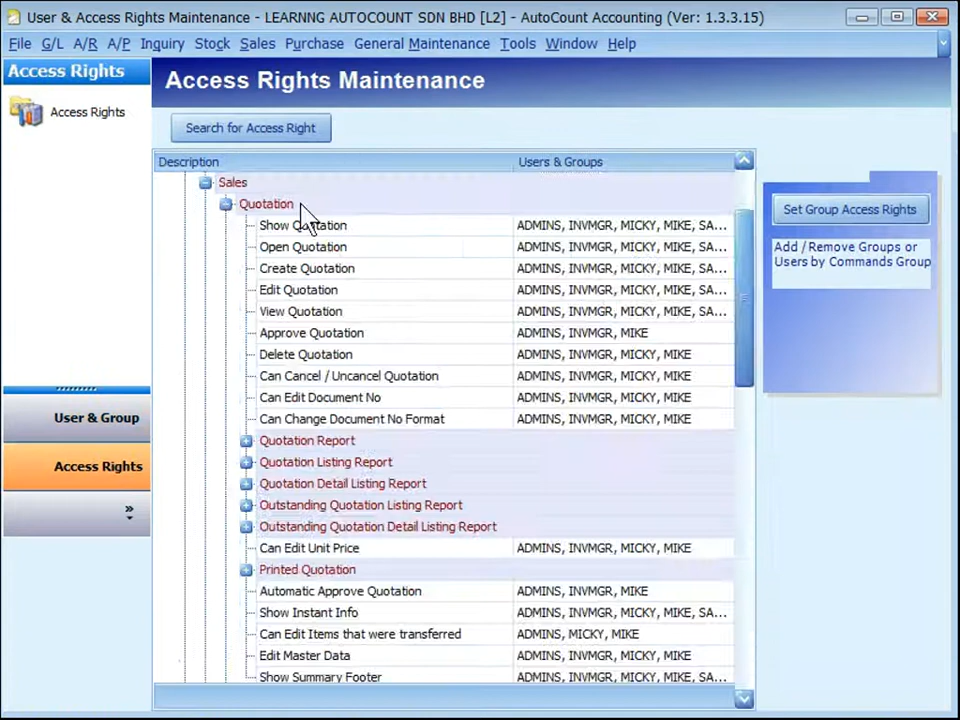 User & Access Rights Maintenance - LEARNNG AUTOCOUNT SDN BHD [L2] - AutoCount Accounting (Ver: 1.3.3.15)
File G/L A/R A/P Inquiry Stock Sales Purchase General Maintenance Tools Window Help
Access Rights
Access Rights Maintenance
Access Rights
Search for Access Right
Description Users & Groups
Sales
Quotation
Show Quotation ADMINS, INVMGR, MICKY, MIKE, SA...
Open Quotation ADMINS, INVMGR, MICKY, MIKE, SA...
Create Quotation ADMINS, INVMGR, MICKY, MIKE, SA...
Edit Quotation ADMINS, INVMGR, MICKY, MIKE, SA...
View Quotation ADMINS, INVMGR, MICKY, MIKE, SA...
Approve Quotation ADMINS, INVMGR, MIKE
Delete Quotation ADMINS, INVMGR, MICKY, MIKE
Can Cancel / Uncancel Quotation ADMINS, INVMGR, MICKY, MIKE
Can Edit Document No ADMINS, INVMGR, MICKY, MIKE
Can Change Document No Format ADMINS, INVMGR, MICKY, MIKE
Quotation Report
Quotation Listing Report
Quotation Detail Listing Report
Outstanding Quotation Listing Report
Outstanding Quotation Detail Listing Report
Can Edit Unit Price ADMINS, INVMGR, MICKY, MIKE
Printed Quotation
Automatic Approve Quotation ADMINS, INVMGR, MIKE
Show Instant Info ADMINS, INVMGR, MICKY, MIKE, SA...
Can Edit Items that were transferred ADMINS, MICKY, MIKE
Edit Master Data ADMINS, INVMGR, MICKY, MIKE
Show Summary Footer ADMINS, INVMGR, MICKY, MIKE, SA...
Set Group Access Rights
Add / Remove Groups or
Users by Commands Group
User & Group
Access Rights
»